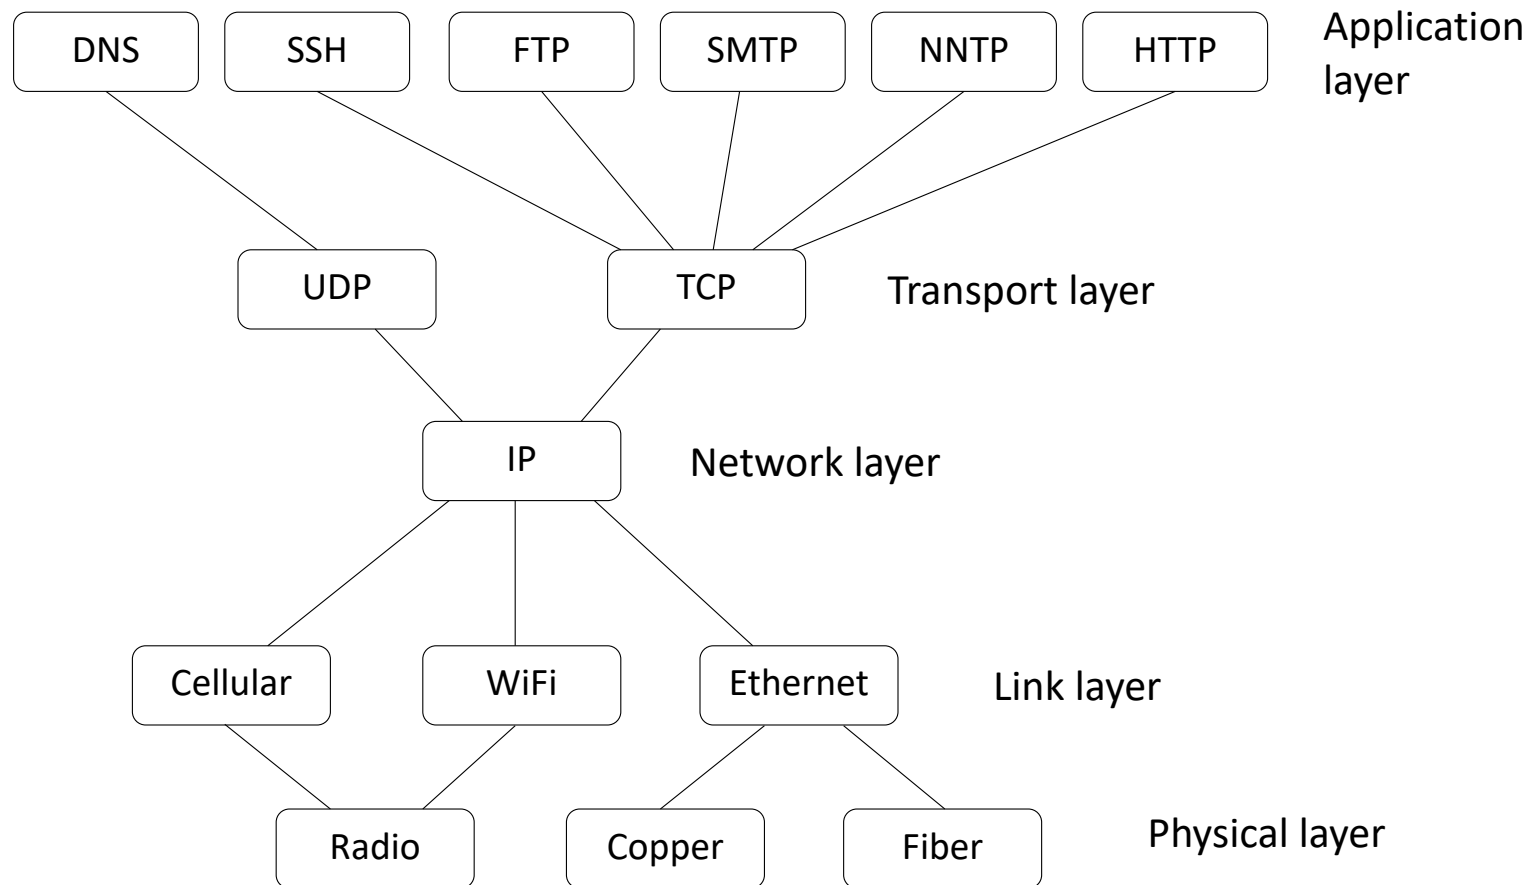 DNS
SSH
FTP
SMTP
NNTP
HTTP
Application
layer
UDP
TCP
Transport layer
IP
Network layer
Cellular
WiFi
Ethernet
Link layer
Radio
Copper
Fiber
Physical layer